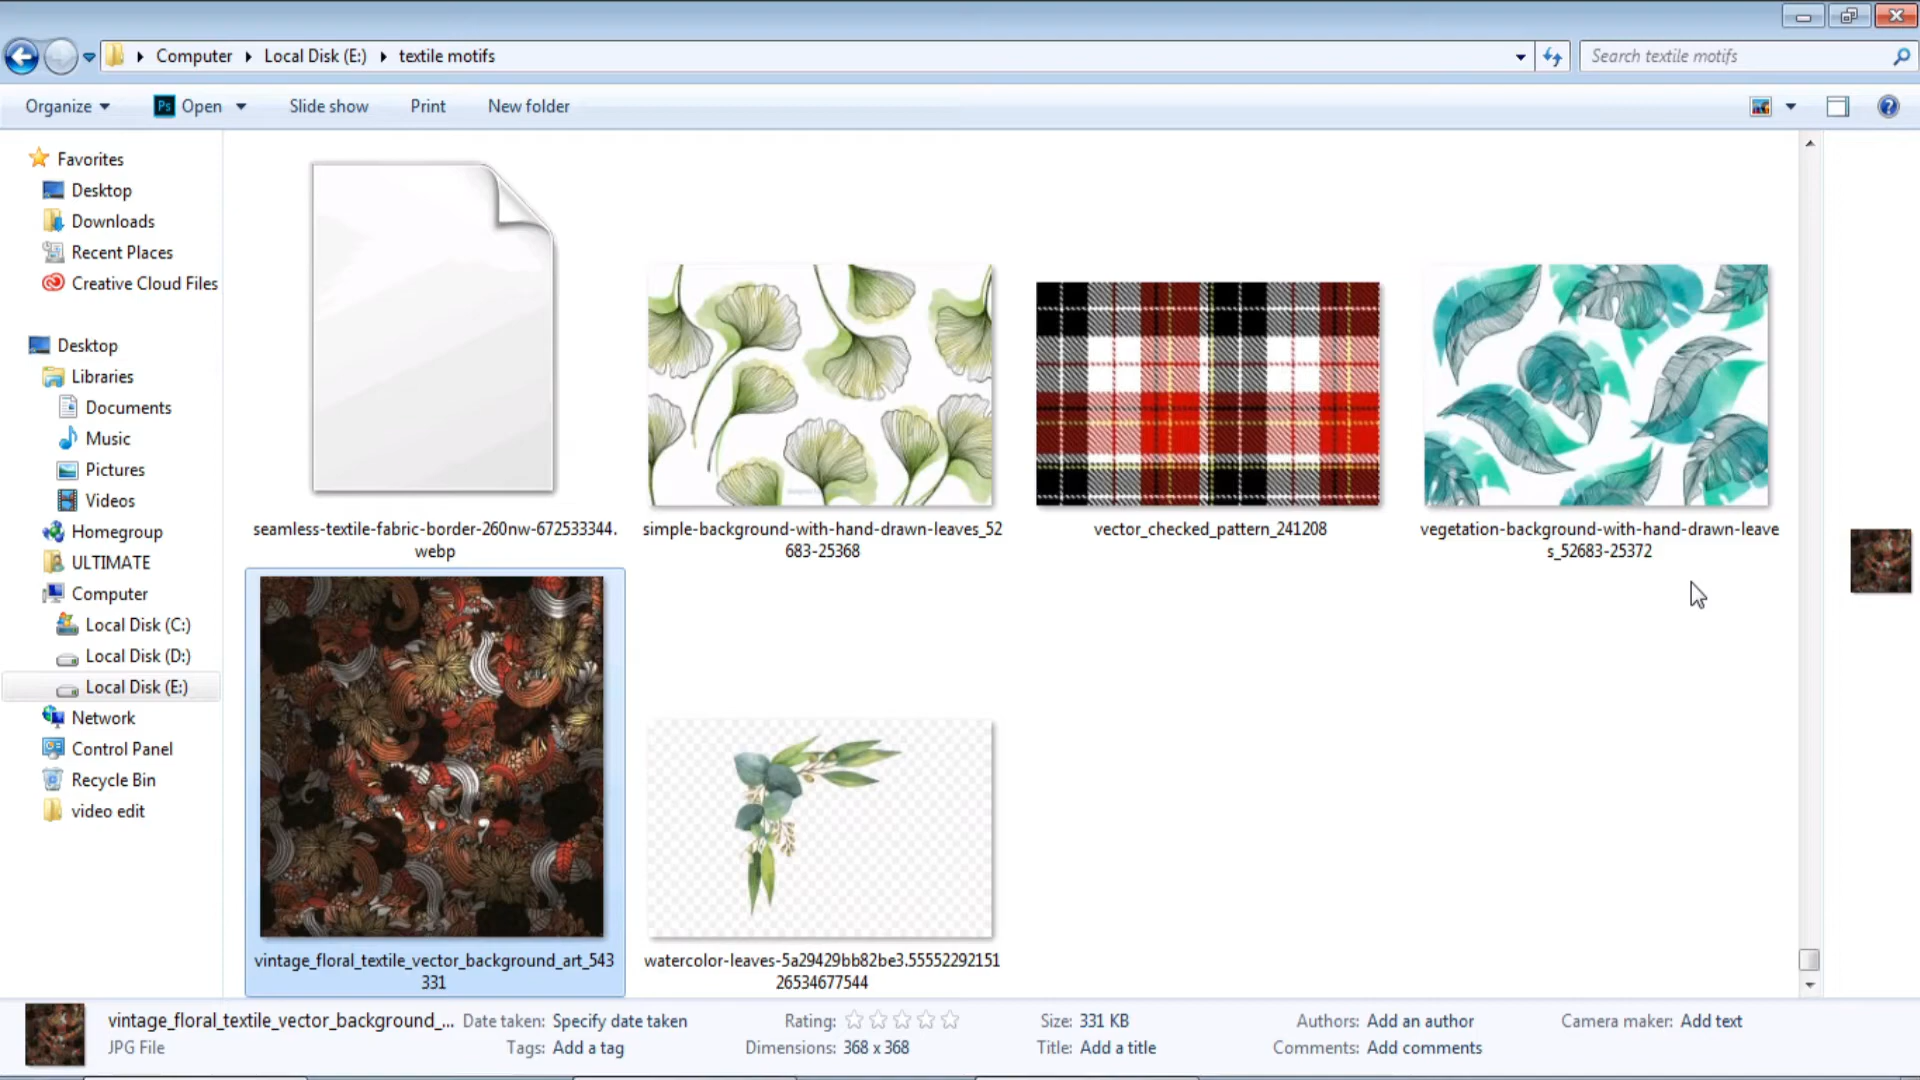 Computer
Local Disk (E:)
textile motifs
Search textile motifs
Organize
Ps
Open
Slide show
Print
New folder
Favorites
Desktop
Downloads
Recent Places
Creative Cloud Files
Desktop
Libraries
Documents
Music
Pictures
Videos
Homegroup
ULTIMATE
Computer
Local Disk (C:)
Local Disk (D:)
Local Disk (E:)
Network
Control Panel
Recycle Bin
video edit
seamless-textile-fabric-border-260nw-672533344.
webp
simple-background-with-hand-drawn-leaves_52
683-25368
vector_checked_pattern_241208
vegetation-background-with-hand-drawn-leave
s_52683-25372
vintage_floral_textile_vector_background_art_543
331
watercolor-leaves-5a29429bb82be3.55552292151
26534677544
vintage_floral_textile_vector_background_...
JPG File
Date taken: Specify date taken
Tags: Add a tag
Rating:
Dimensions: 368 x 368
Size: 331 KB
Title: Add a title
Authors: Add an author
Comments: Add comments
Camera maker: Add text